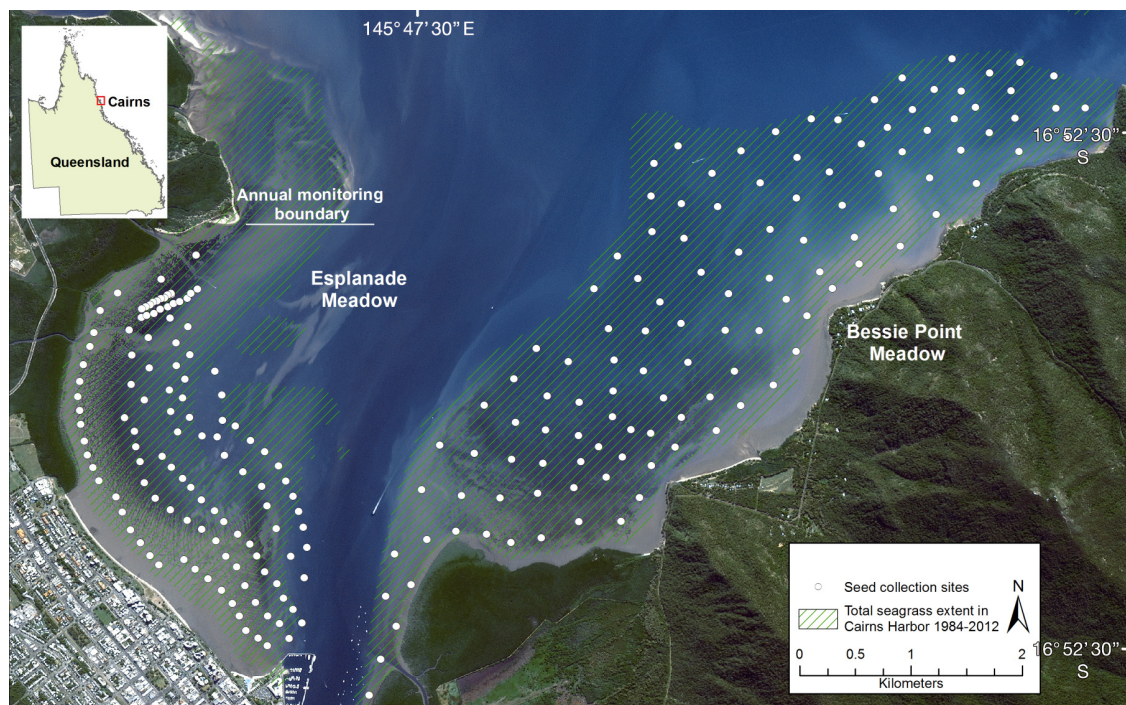 145° 47' 30" E
Cairns
Queensland
16° 52' 30"
S
Annual monitoring
boundary
Esplanade
Meadow
Bessie Point
Meadow
Seed collection sites
N
Total seagrass extent in
Cairns Harbor 1984-2012
0 0.5 1 2
Kilometers
16° 52' 30"
S